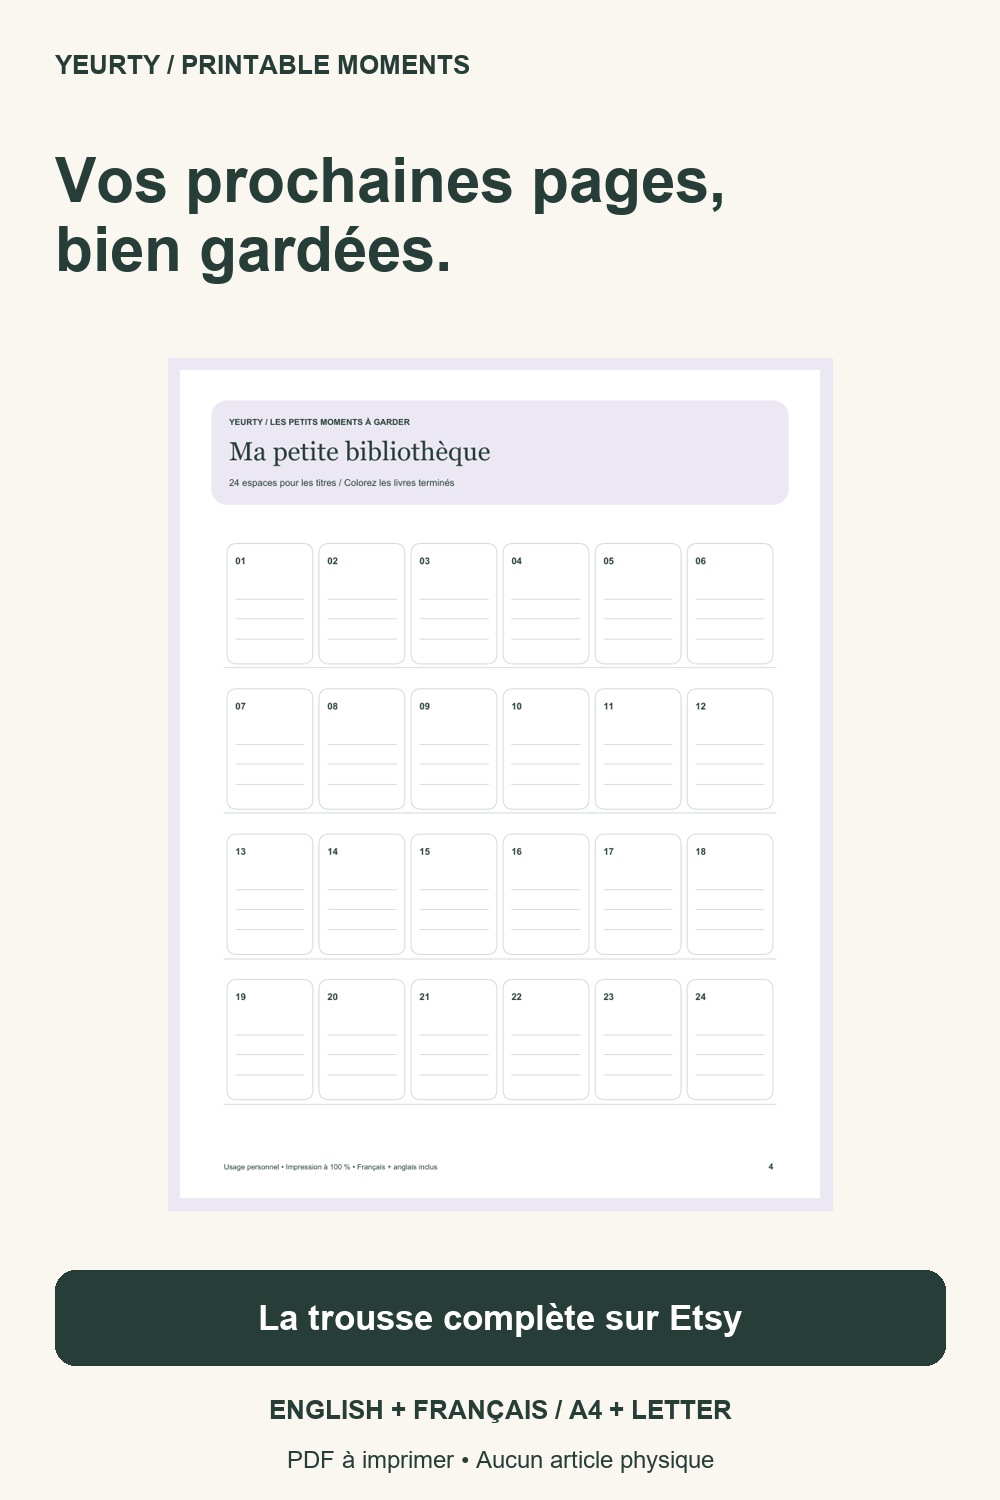 YEURTY / PRINTABLE MOMENTS
Vos prochaines pages,
bien gardées.
YEURTY / LES PETITS MOMENTS À GARDER
Ma petite bibliothèque
24 espaces pour les titres / Colorez les livres terminés
01 02 03 04 05 06
07 08 09 10 11 12
13 14 15 16 17 18
19 20 21 22 23 24
Usage personnel • Impression à 100 % • Français + anglais inclus 4
La trousse complète sur Etsy
ENGLISH + FRANÇAIS / A4 + LETTER
PDF à imprimer • Aucun article physique